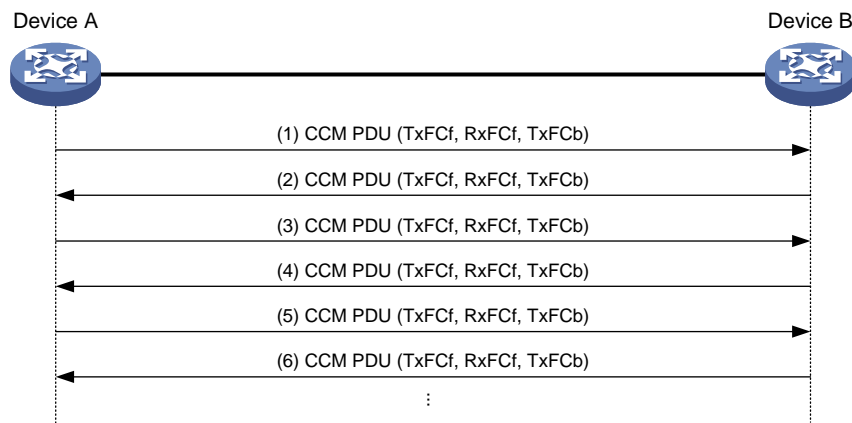 Device A
Device B
(1) CCM PDU (TxFCf, RxFCf, TxFCb)
(2) CCM PDU (TxFCf, RxFCf, TxFCb)
(3) CCM PDU (TxFCf, RxFCf, TxFCb)
(4) CCM PDU (TxFCf, RxFCf, TxFCb)
(5) CCM PDU (TxFCf, RxFCf, TxFCb)
(6) CCM PDU (TxFCf, RxFCf, TxFCb)
⋮